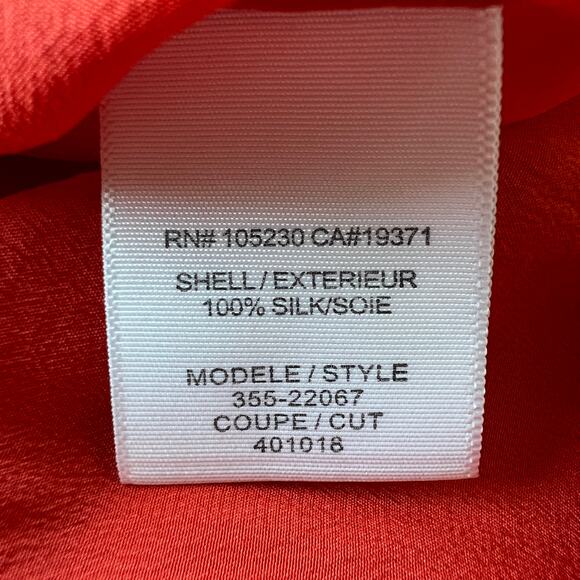 RN# 105230 CA#19371
SHELL / EXTERIEUR
100% SILK/SOIE
MODELE / STYLE
355-22067
COUPE / CUT
401018